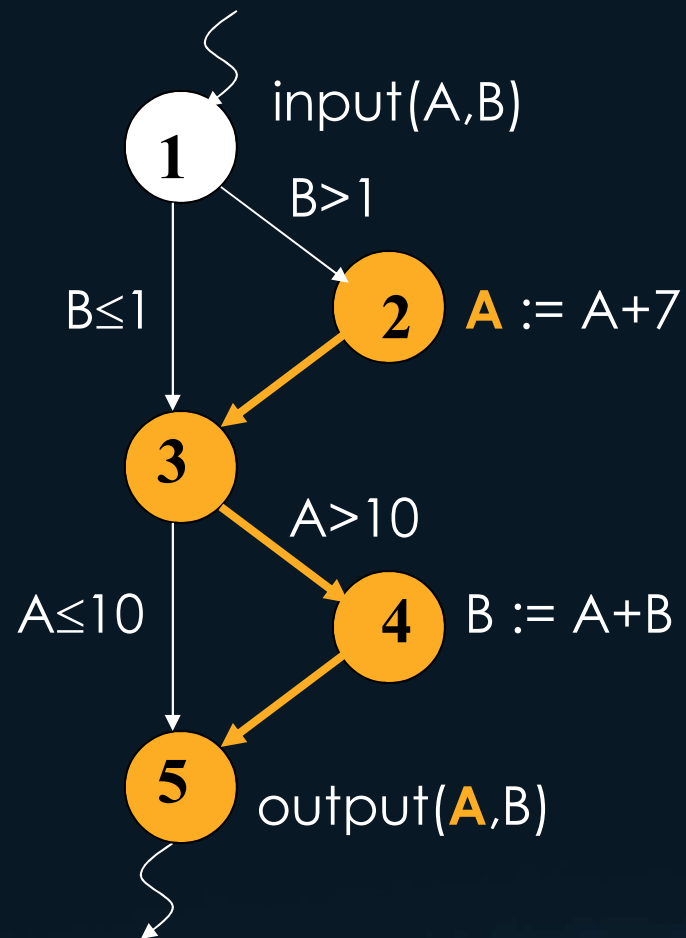 input(A,B)
1
B>1
B≤1
2
A := A+7
3
A>10
A≤10
4
B := A+B
5
output(A,B)